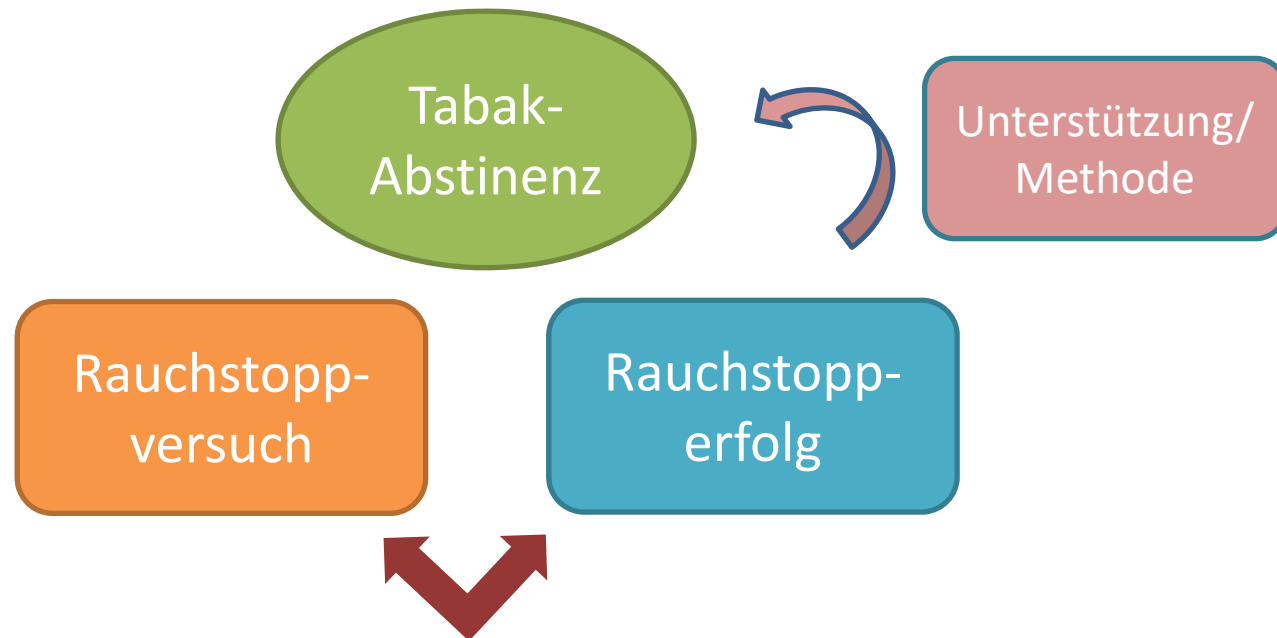 Tabak-
Abstinenz
Unterstützung/
Methode
Rauchstopp-
versuch
Rauchstopp-
erfolg